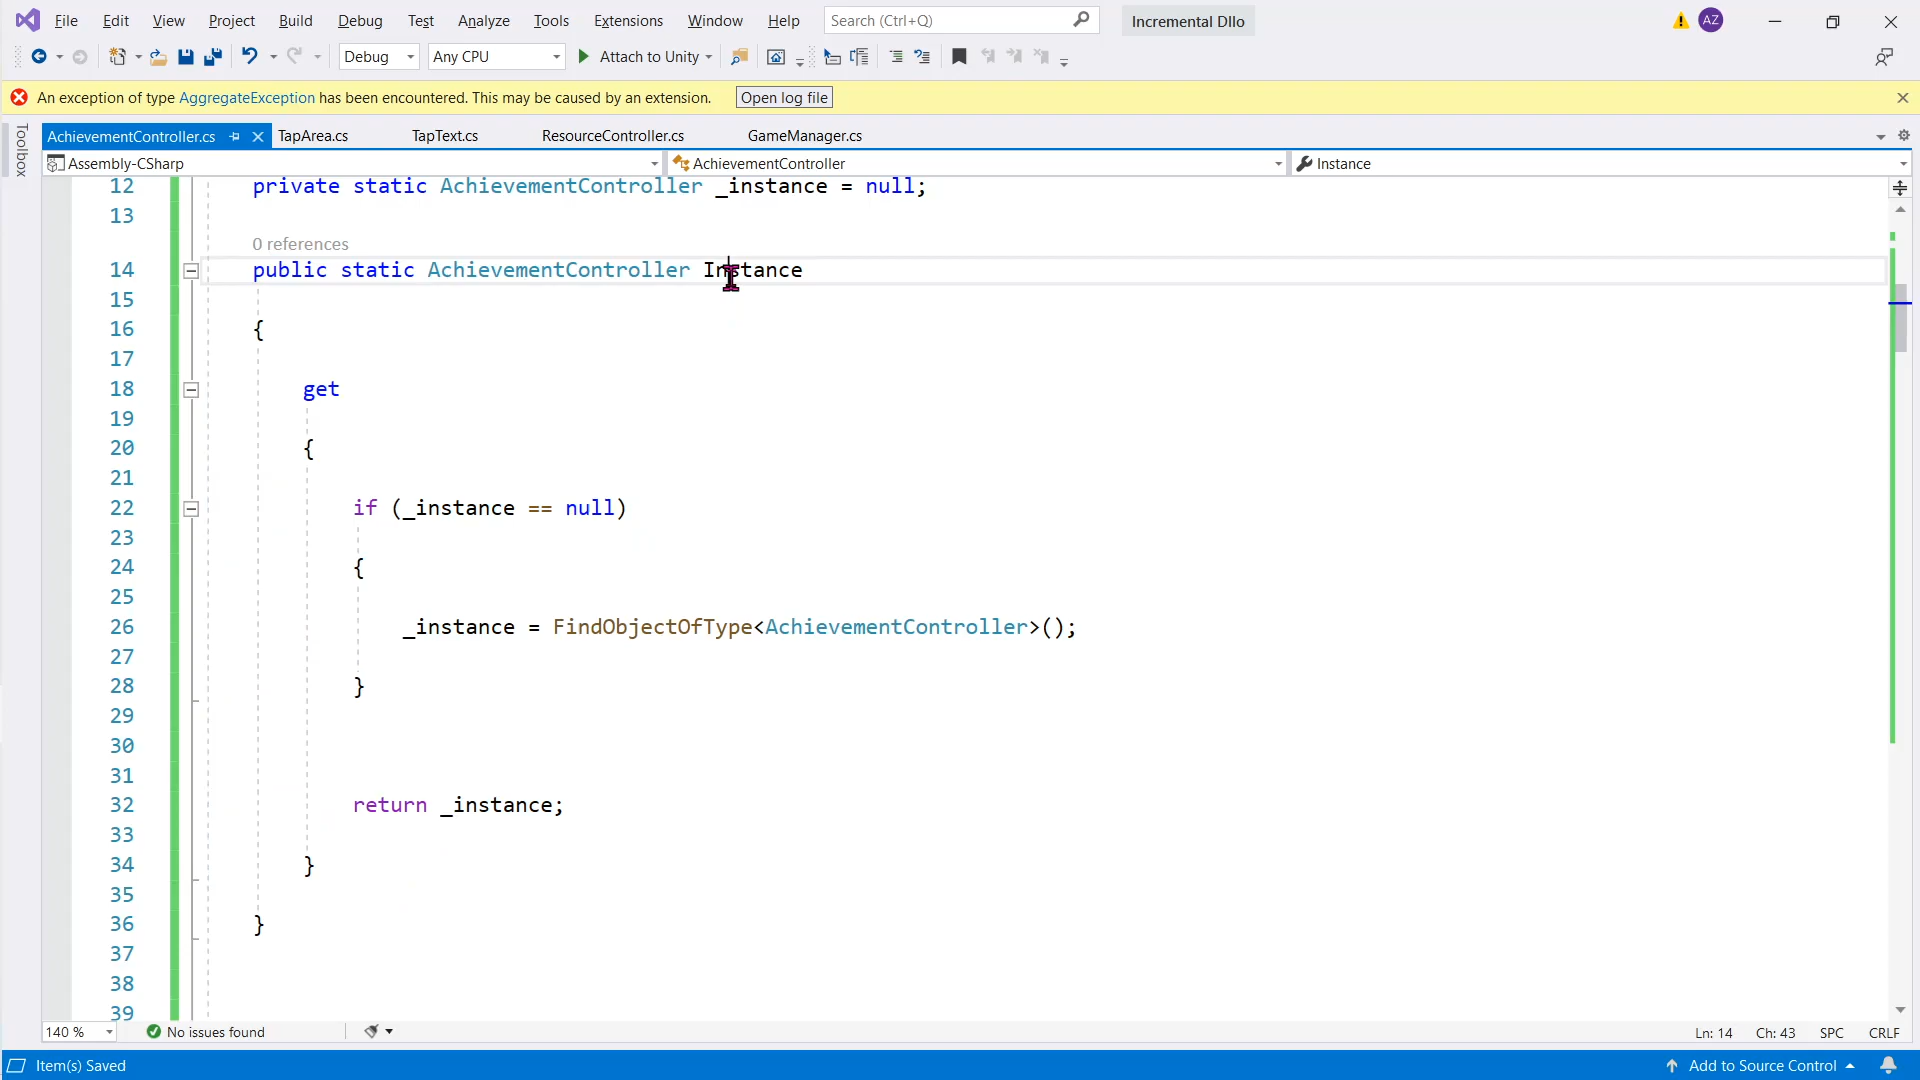 File Edit View Project Build Debug Test Analyze Tools Extensions Window Help Search (Ctrl+Q) Incremental Dllo AZ
Debug Any CPU Attach to Unity
An exception of type AggregateException has been encountered. This may be caused by an extension. Open log file
Toolbox
AchievementController.cs TapArea.cs TapText.cs ResourceController.cs GameManager.cs
Assembly-CSharp AchievementController Instance
12 private static AchievementController _instance = null;
13
0 references
14 public static AchievementController Instance
15
16 {
17
18 get
19
20 {
21
22 if (_instance == null)
23
24 {
25
26 _instance = FindObjectOfType<AchievementController>();
27
28 }
29
30
31
32 return _instance;
33
34 }
35
36 }
37
38
39
140 % No issues found Ln: 14 Ch: 43 SPC CRLF
Item(s) Saved Add to Source Control